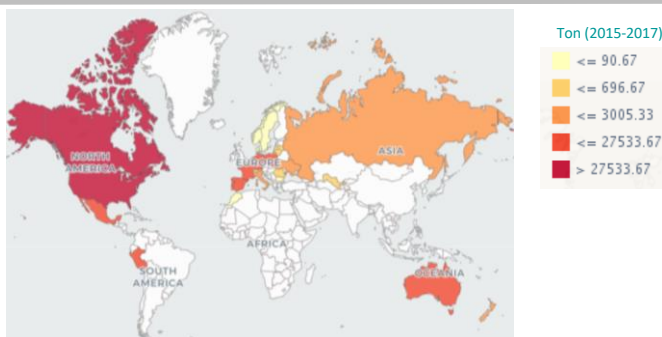 Ton (2015-2017)
<= 90.67
<= 696.67
<= 3005.33
<= 27533.67
> 27533.67
NORTH
AMERICA
EUROPE
ASIA
AFRICA
SOUTH
AMERICA
OCEANIA